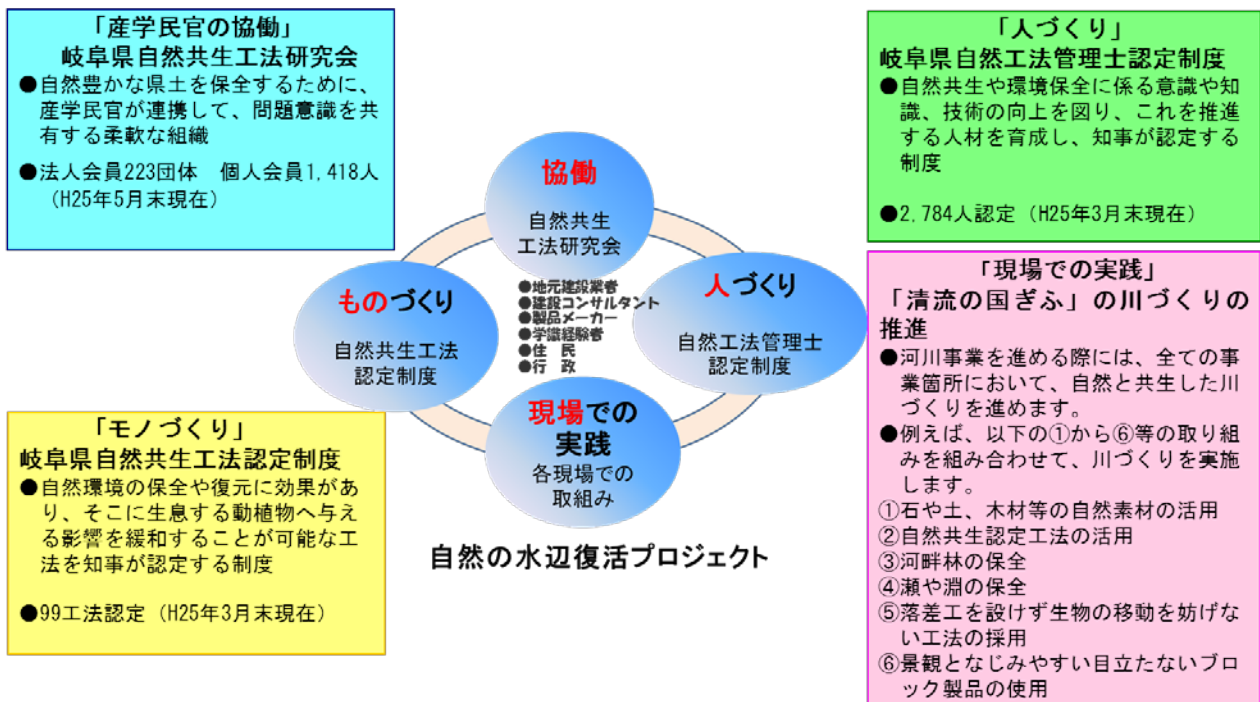 「産学民官の協働」
岐阜県自然共生工法研究会
●自然豊かな県土を保全するために、
産学民官が連携して、問題意識を共
有する柔軟な組織
●法人会員223団体　個人会員1,418人
（H25年5月末現在）
「人づくり」
岐阜県自然工法管理士認定制度
●自然共生や環境保全に係る意識や知
識、技術の向上を図り、これを推進
する人材を育成し、知事が認定する
制度
●2,784人認定（H25年3月末現在）
協働
自然共生
工法研究会
ものづくり
自然共生工法
認定制度
●地元建設業者
●建設コンサルタント
●製品メーカー
●学識経験者
●住　民
●行　政
人づくり
自然工法管理士
認定制度
現場での
実践
各現場での
取組み
自然の水辺復活プロジェクト
「モノづくり」
岐阜県自然共生工法認定制度
●自然環境の保全や復元に効果があ
り、そこに生息する動植物へ与え
る影響を緩和することが可能な工
法を知事が認定する制度
●99工法認定（H25年3月末現在）
「現場での実践」
「清流の国ぎふ」の川づくりの
推進
●河川事業を進める際には、全ての事
業箇所において、自然と共生した川
づくりを進めます。
●例えば、以下の①から⑥等の取り組
みを組み合わせて、川づくりを実施
します。
①石や土、木材等の自然素材の活用
②自然共生認定工法の活用
③河畔林の保全
④瀬や淵の保全
⑤落差工を設けず生物の移動を妨げな
い工法の採用
⑥景観となじみやすい目立たないブロ
ック製品の使用